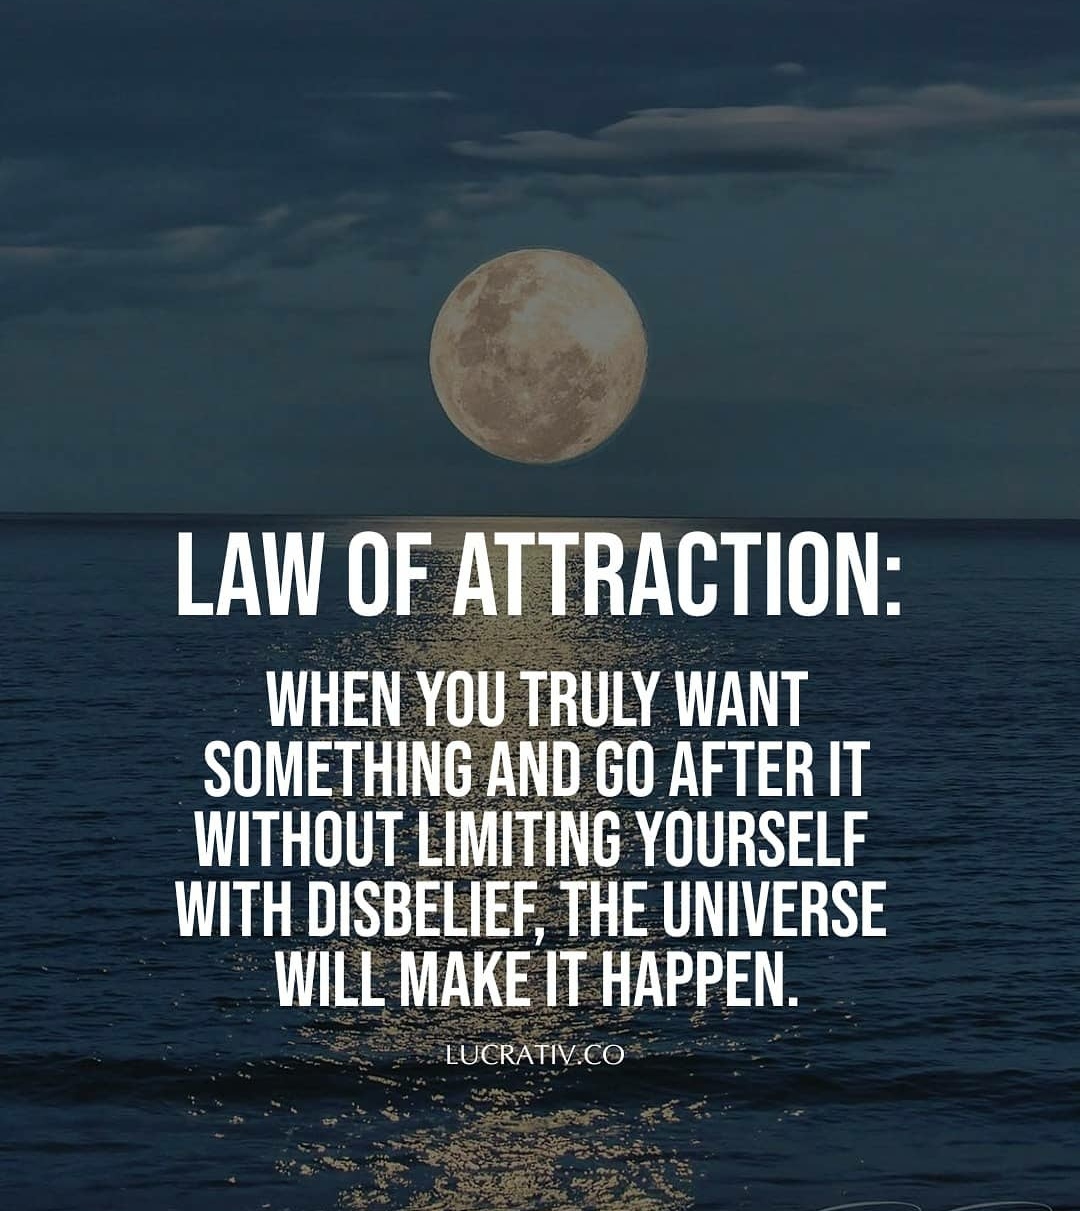 LAW OF ATTRACTION:
WHEN YOU TRULY WANT
SOMETHING AND GO AFTER IT
WITHOUT LIMITING YOURSELF
WITH DISBELIEF, THE UNIVERSE
WILL MAKE IT HAPPEN.
LUCRATIV.CO